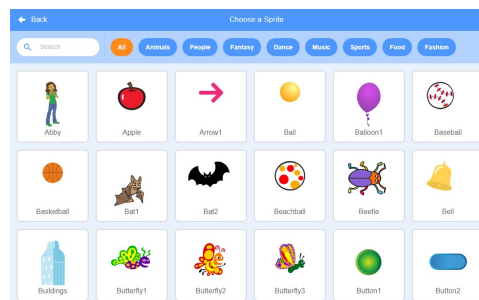 Back Choose a Sprite
Search All Animals People Fantasy Dance Music Sports Food Fashion
Abby Apple Arrow1 Ball Balloon1 Baseball
Basketball Bat1 Bat2 Beachball Beetle Bell
Buildings Butterfly1 Butterfly2 Butterfly3 Button1 Button2